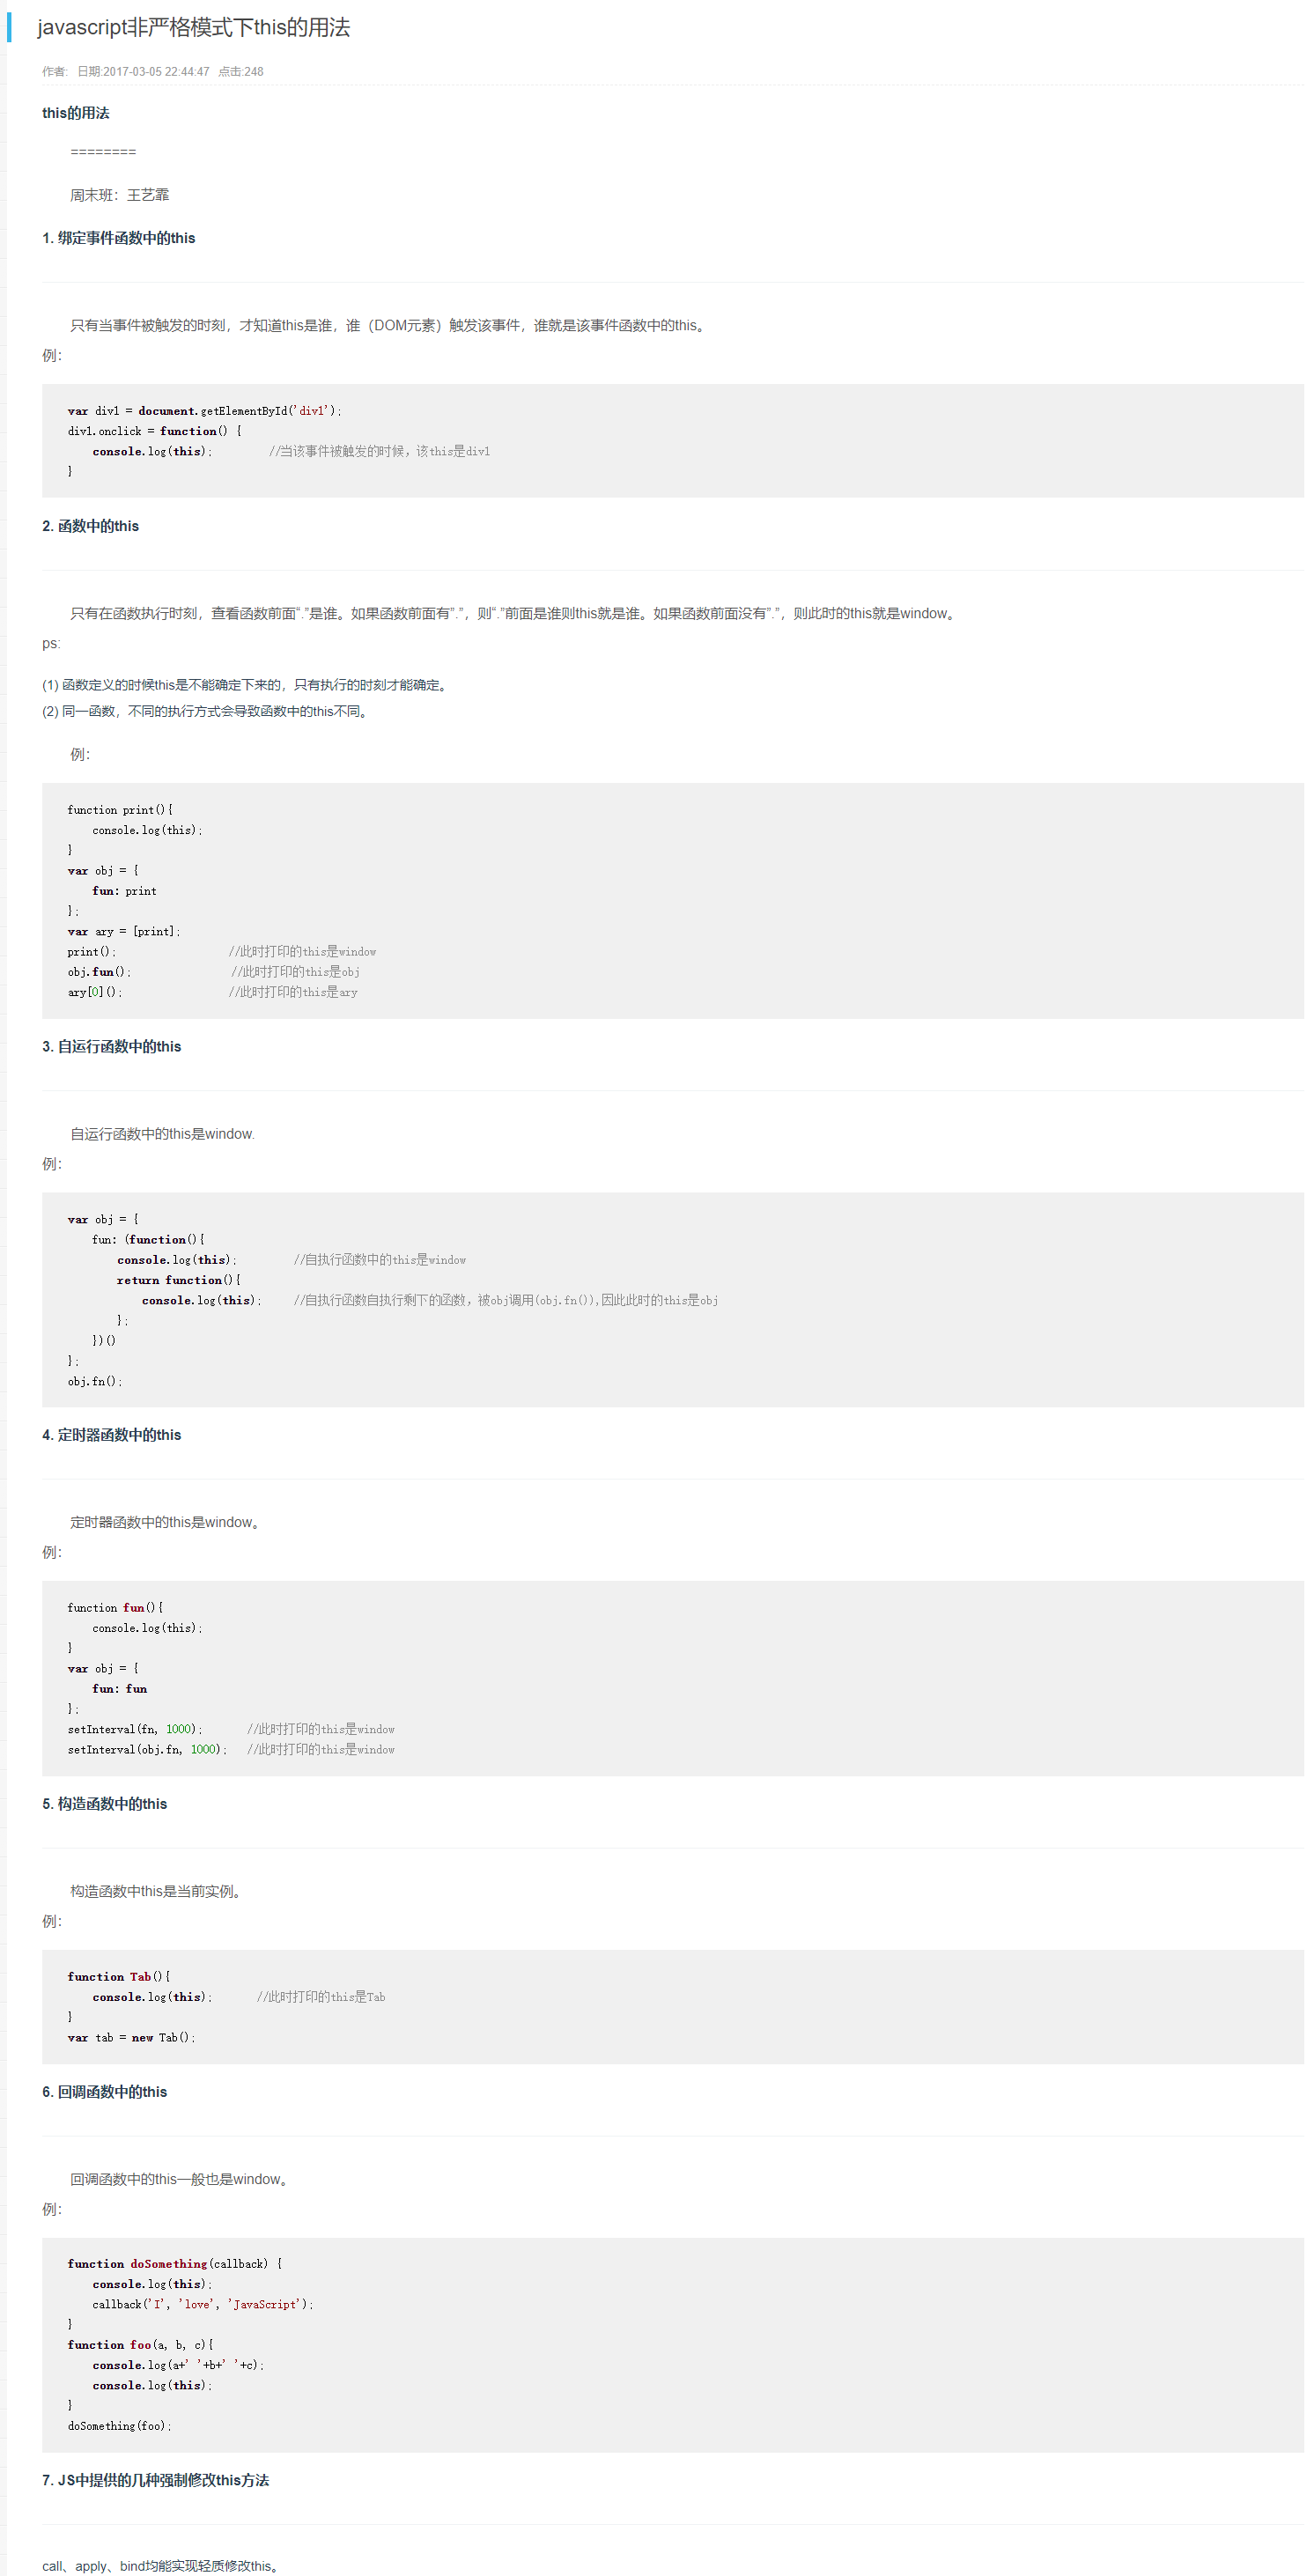 javascript非严格模式下this的用法
作者: 日期:2017-03-05 22:44:47 点击:248
this的用法
========
周末班：王艺霏
1. 绑定事件函数中的this
只有当事件被触发的时刻，才知道this是谁，谁（DOM元素）触发该事件，谁就是该事件函数中的this。
例：
var div1 = document.getElementById('div1');
div1.onclick = function() {
    console.log(this);         //当该事件被触发的时候，该this是div1
}
2. 函数中的this
只有在函数执行时刻，查看函数前面“.”是谁。如果函数前面有”.”，则“.”前面是谁则this就是谁。如果函数前面没有”.”，则此时的this就是window。
ps:
(1) 函数定义的时候this是不能确定下来的，只有执行的时刻才能确定。
(2) 同一函数，不同的执行方式会导致函数中的this不同。
例：
function print(){
    console.log(this);
}
var obj = {
    fun: print
};
var ary = [print];
print();                  //此时打印的this是window
obj.fun();                //此时打印的this是obj
ary[0]();                 //此时打印的this是ary
3. 自运行函数中的this
自运行函数中的this是window.
例：
var obj = {
    fun: (function(){
        console.log(this);         //自执行函数中的this是window
        return function(){
            console.log(this);     //自执行函数自执行剩下的函数，被obj调用(obj.fn()),因此此时的this是obj
        };
    })()
};
obj.fn();
4. 定时器函数中的this
定时器函数中的this是window。
例：
function fun(){
    console.log(this);
}
var obj = {
    fun: fun
};
setInterval(fn, 1000);       //此时打印的this是window
setInterval(obj.fn, 1000);   //此时打印的this是window
5. 构造函数中的this
构造函数中this是当前实例。
例：
function Tab(){
    console.log(this);       //此时打印的this是Tab
}
var tab = new Tab();
6. 回调函数中的this
回调函数中的this一般也是window。
例：
function doSomething(callback) {
    console.log(this);
    callback('I', 'love', 'JavaScript');
}
function foo(a, b, c){
    console.log(a+' '+b+' '+c);
    console.log(this);
}
doSomething(foo);
7. JS中提供的几种强制修改this方法
call、apply、bind均能实现轻质修改this。